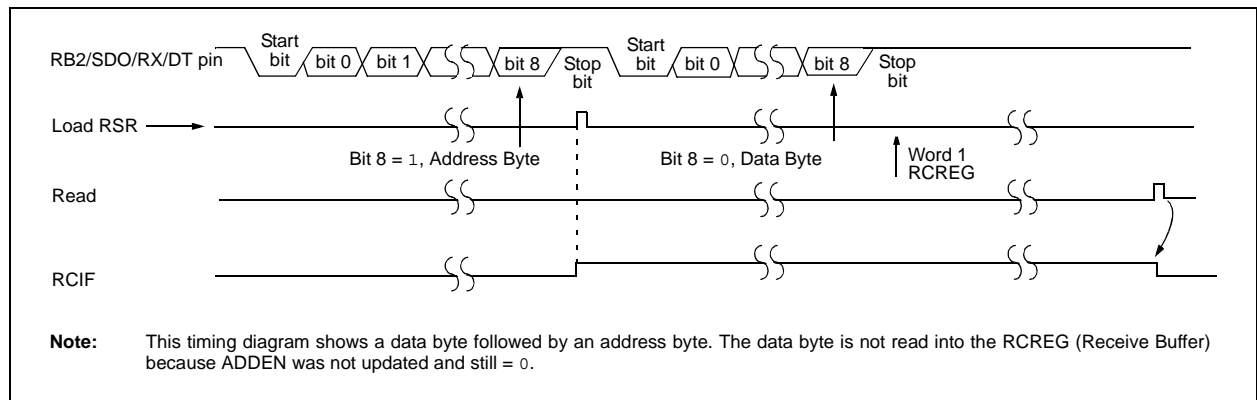 Start
bit
bit 0
bit 1
bit 8
Stop
bit
Start
bit
bit 0
bit 8
Stop
bit
RB2/SDO/RX/DT pin
Load RSR
Bit 8 = 1, Address Byte
Bit 8 = 0, Data Byte
Word 1
RCREG
Read
RCIF
Note: This timing diagram shows a data byte followed by an address byte. The data byte is not read into the RCREG (Receive Buffer)
because ADDEN was not updated and still = 0.